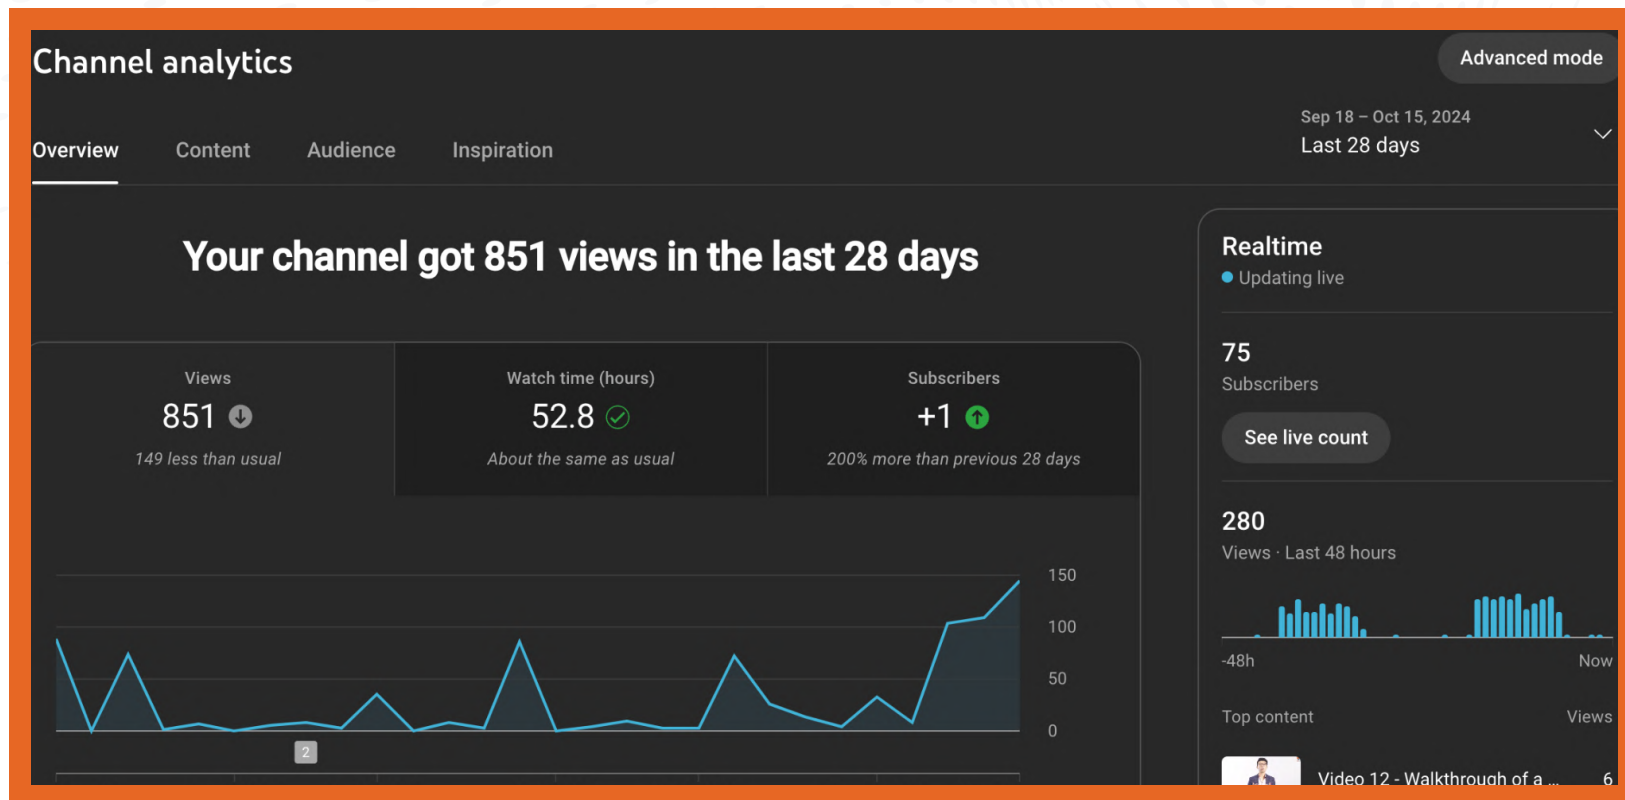 Channel analytics
Advanced mode
Sep 18 – Oct 15, 2024
Last 28 days
Overview Content Audience Inspiration
Your channel got 851 views in the last 28 days
Views
851
149 less than usual
Watch time (hours)
52.8
About the same as usual
Subscribers
+1
200% more than previous 28 days
150
100
50
0
2
Realtime
Updating live
75
Subscribers
See live count
280
Views · Last 48 hours
-48h Now
Top content Views
Video 12 - Walkthrough of a ... 6